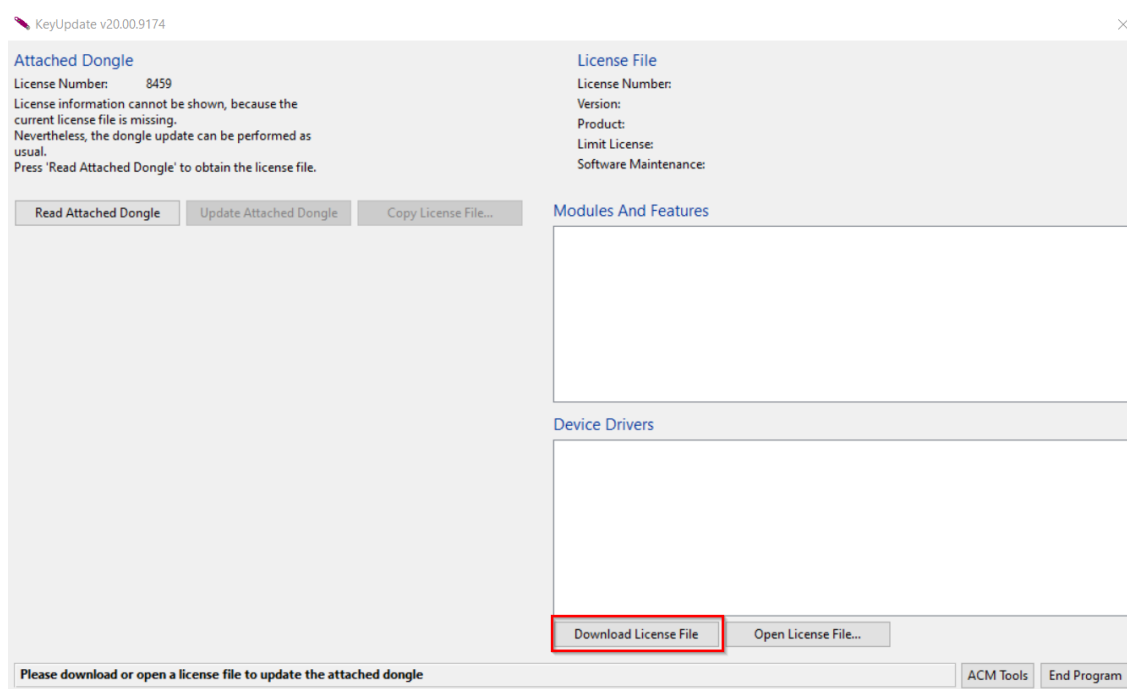 KeyUpdate v20.00.9174
Attached Dongle
License Number: 8459
License information cannot be shown, because the
current license file is missing.
Nevertheless, the dongle update can be performed as
usual.
Press 'Read Attached Dongle' to obtain the license file.
Read Attached Dongle
Update Attached Dongle
Copy License File...
License File
License Number:
Version:
Product:
Limit License:
Software Maintenance:
Modules And Features
Device Drivers
Download License File
Open License File...
Please download or open a license file to update the attached dongle
ACM Tools
End Program